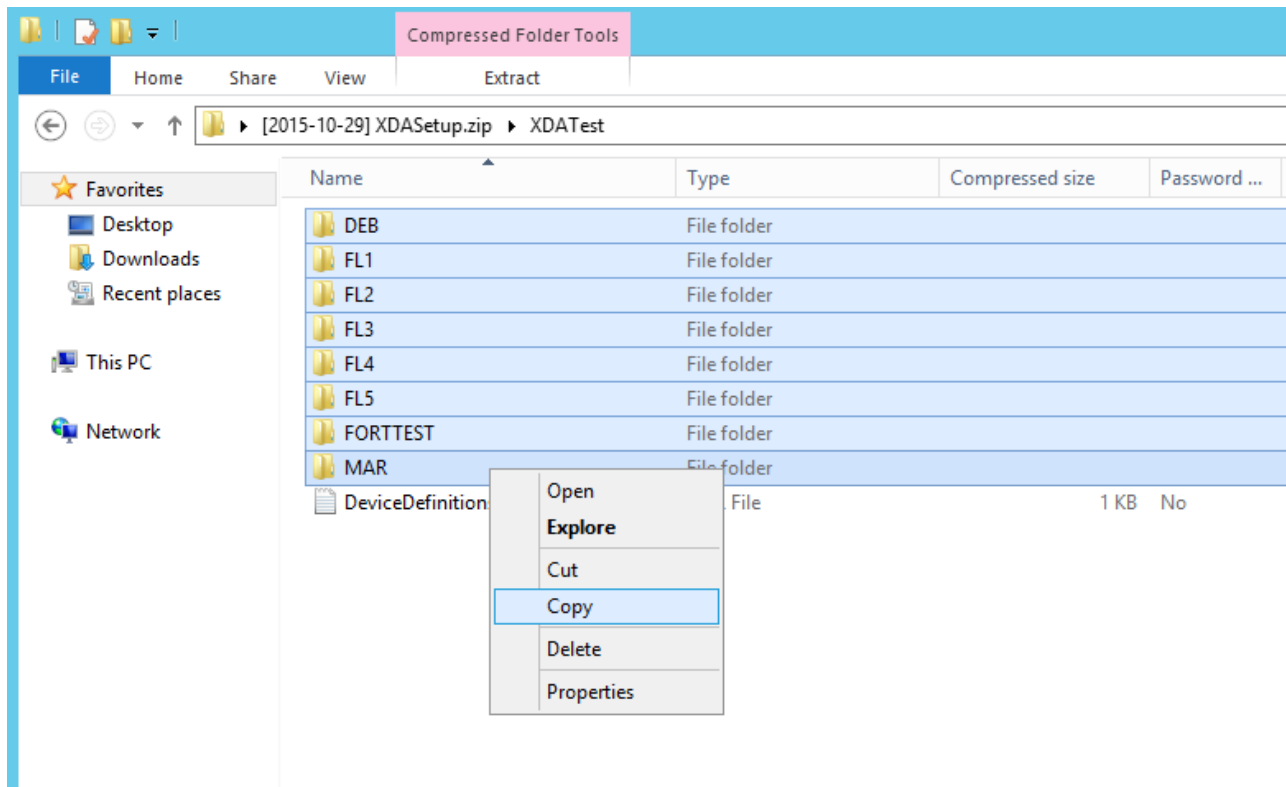 Compressed Folder Tools
File Home Share View Extract
[2015-10-29] XDASetup.zip XDATest
Name Type Compressed size Password ...
Favorites
Desktop
Downloads
Recent places
This PC
Network
DEB File folder
FL1 File folder
FL2 File folder
FL3 File folder
FL4 File folder
FL5 File folder
FORTTEST File folder
MAR File folder
DeviceDefinition File 1 KB No
Open
Explore
Cut
Copy
Delete
Properties